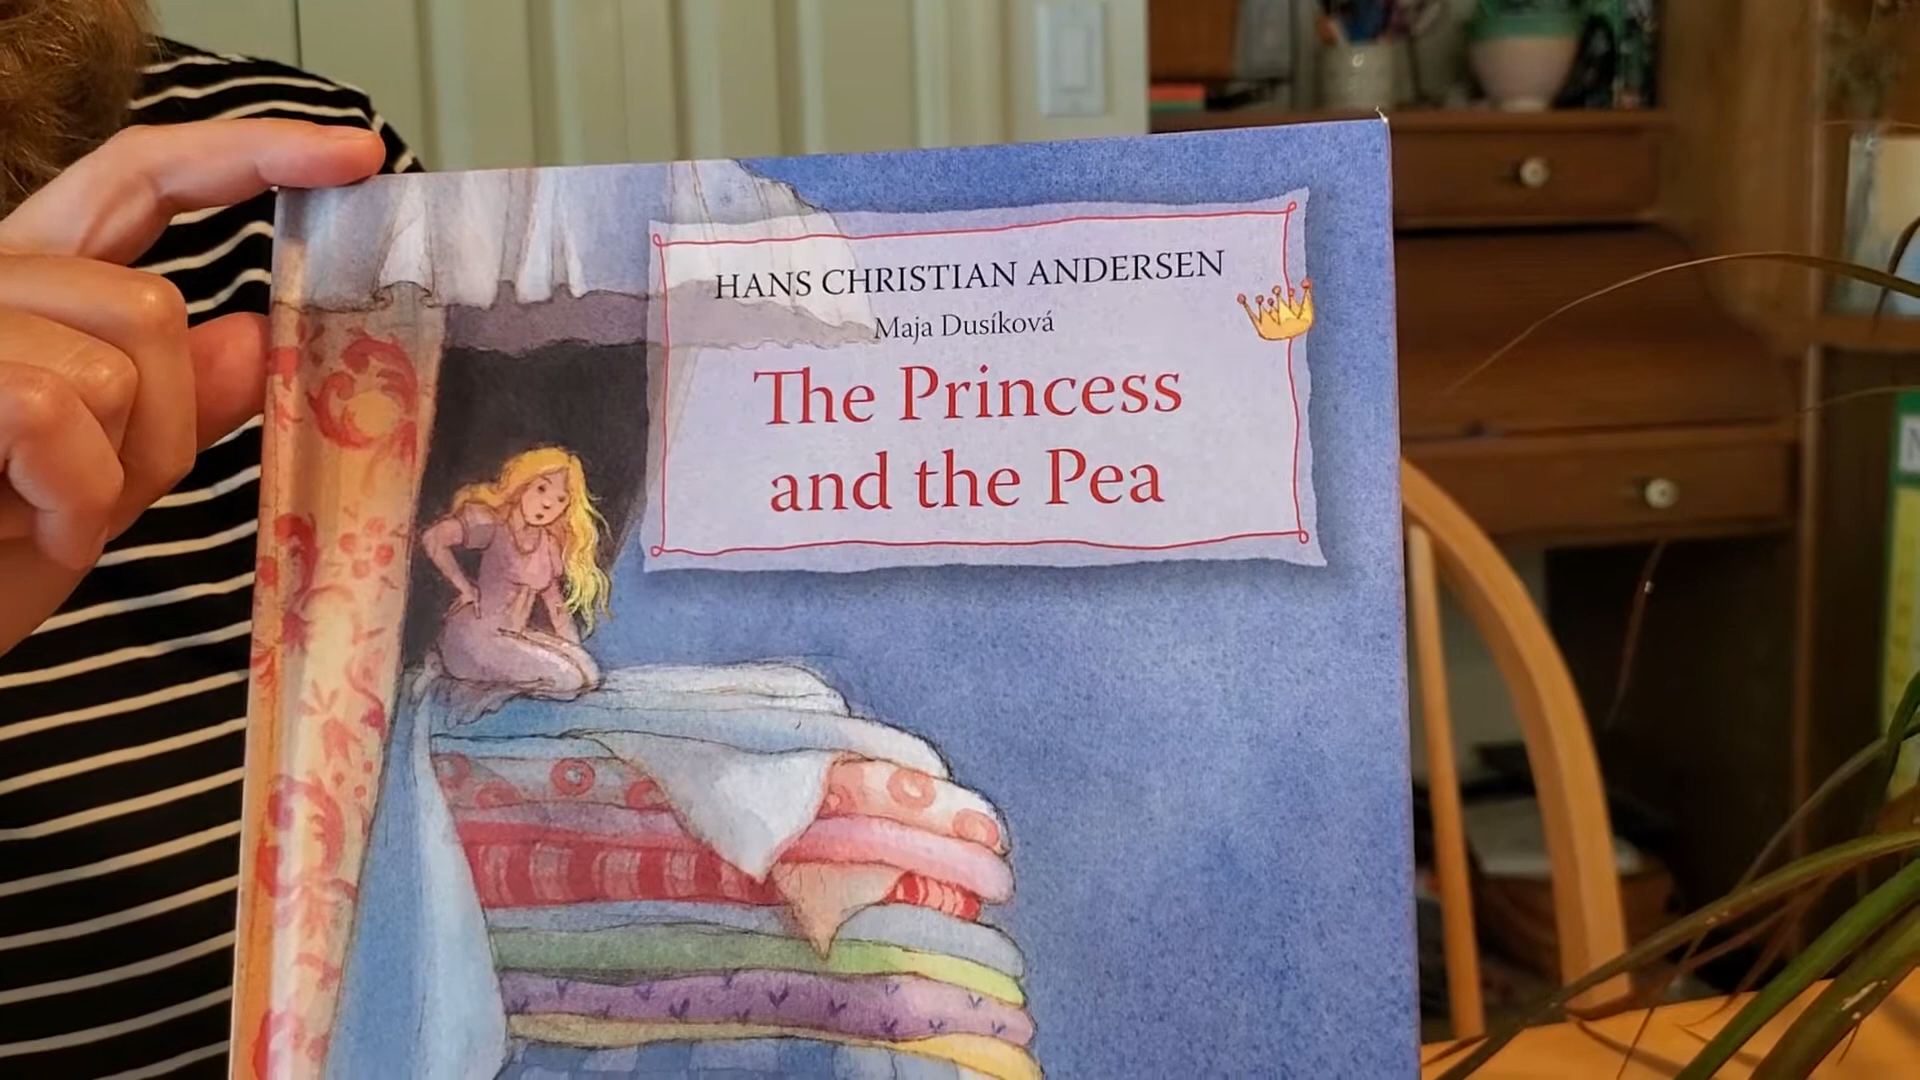 HANS CHRISTIAN ANDERSEN
Maja Dusíková
The Princess
and the Pea